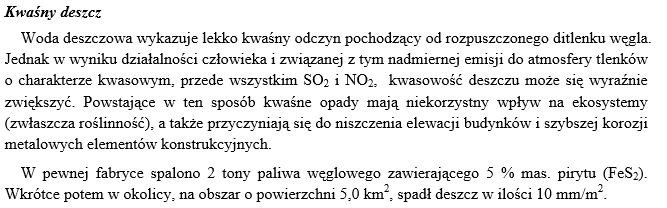 Kwaśny deszcz
Woda deszczowa wykazuje lekko kwaśny odczyn pochodzący od rozpuszczonego ditlenku węgla.
Jednak w wyniku działalności człowieka i związanej z tym nadmiernej emisji do atmosfery tlenków
o charakterze kwasowym, przede wszystkim SO₂ i NO₂, kwasowość deszczu może się wyraźnie
zwiększyć. Powstające w ten sposób kwaśne opady mają niekorzystny wpływ na ekosystemy
(zwłaszcza roślinność), a także przyczyniają się do niszczenia elewacji budynków i szybszej korozji
metalowych elementów konstrukcyjnych.
W pewnej fabryce spalono 2 tony paliwa węglowego zawierającego 5 % mas. pirytu (FeS₂).
Wkrótce potem w okolicy, na obszar o powierzchni 5,0 km², spadł deszcz w ilości 10 mm/m².